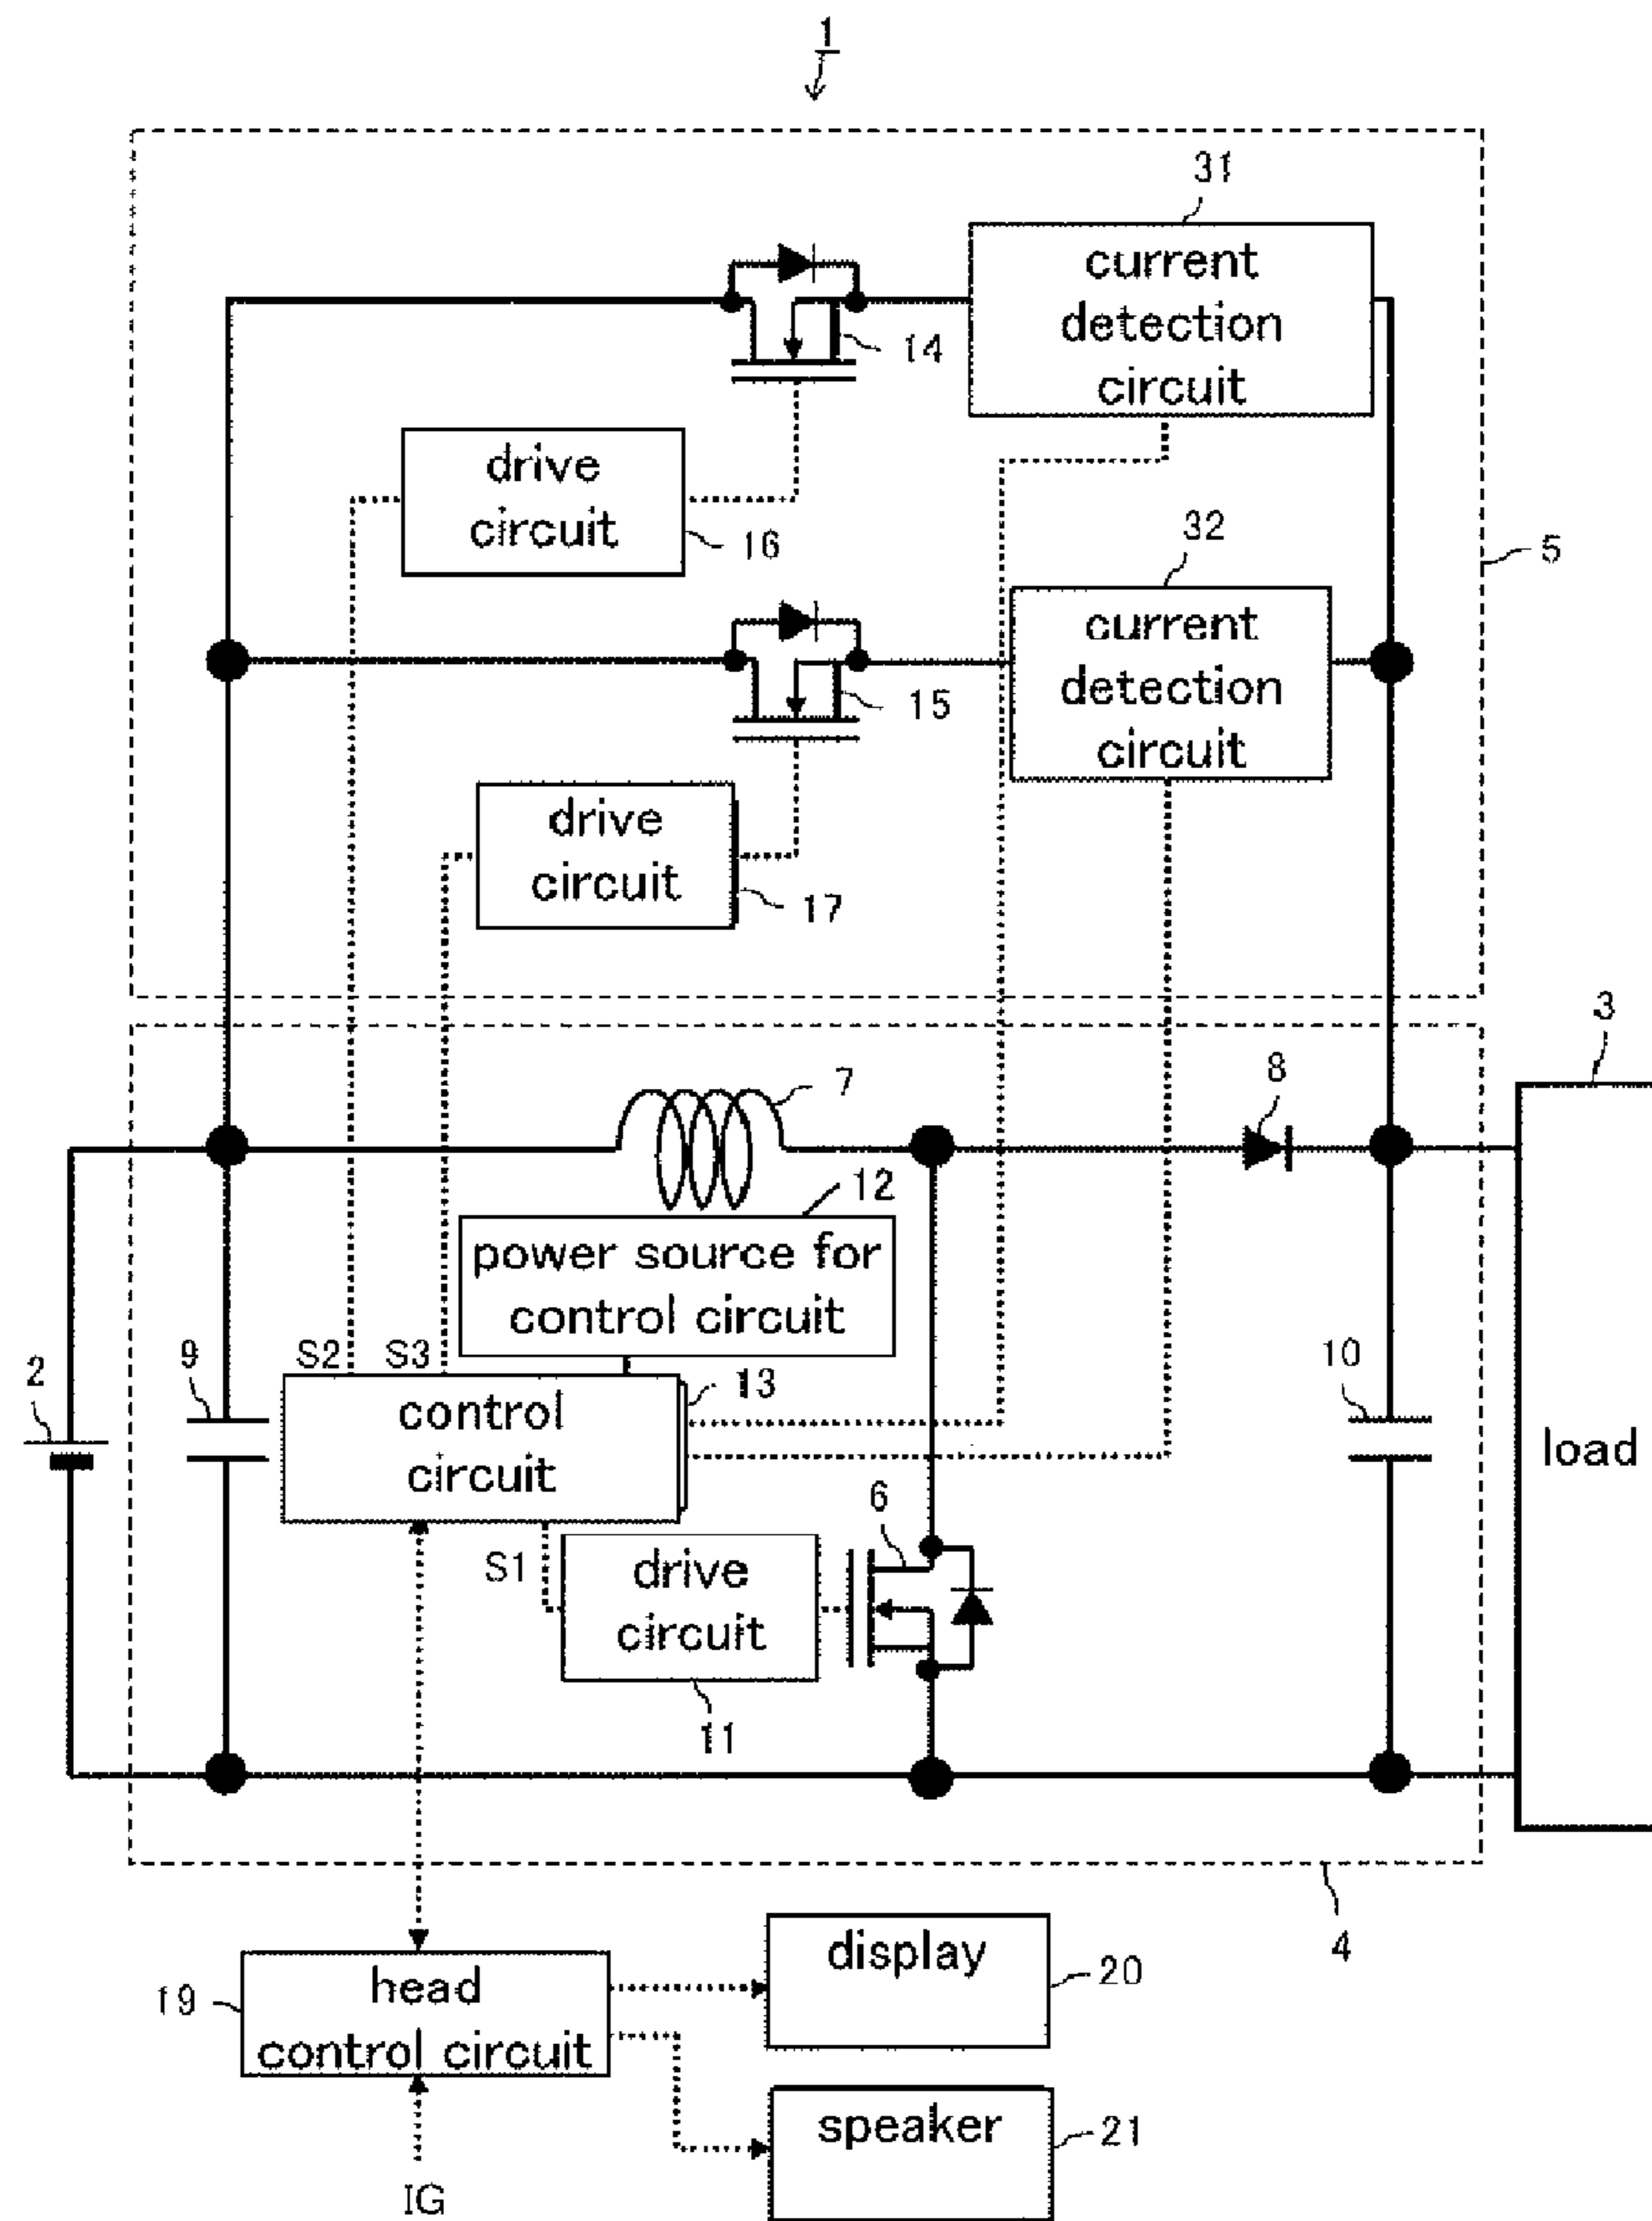 1
31
current
detection
circuit
14
drive
circuit
16
32
5
current
detection
circuit
15
drive
circuit
17
3
7
8
12
power source for
control circuit
S2
S3
9
2
13
10
control
circuit
load
6
S1
drive
circuit
11
4
display
20
head
control circuit
19
speaker
21
IG